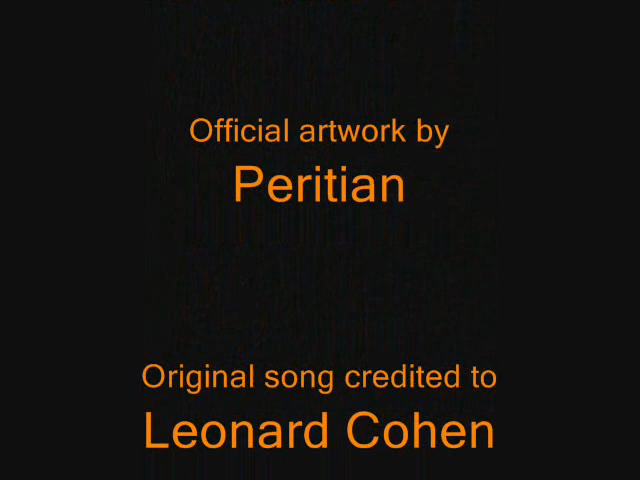 Official artwork by
Peritian
Original song credited to
Leonard Cohen